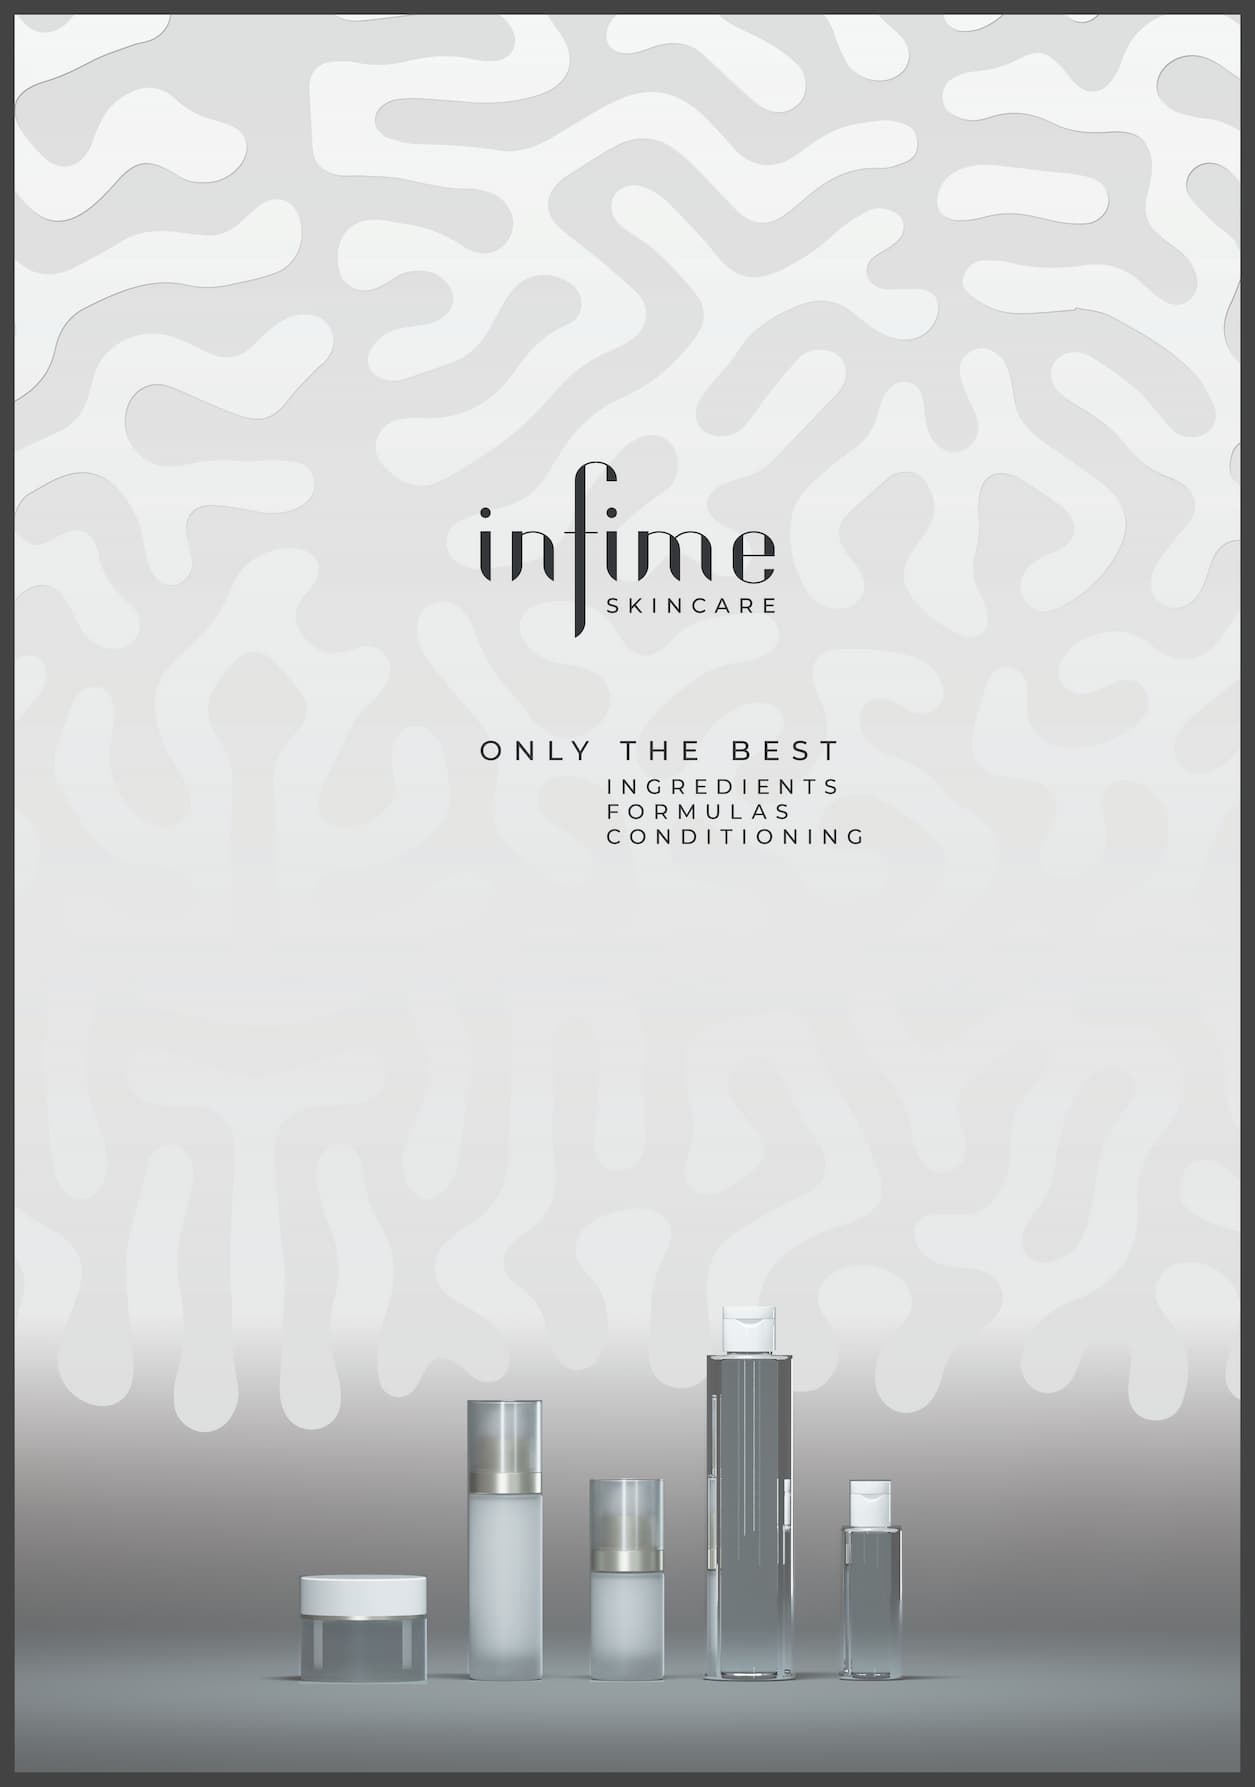 infime
SKINCARE
ONLY THE BEST
INGREDIENTS
FORMULAS
CONDITIONING